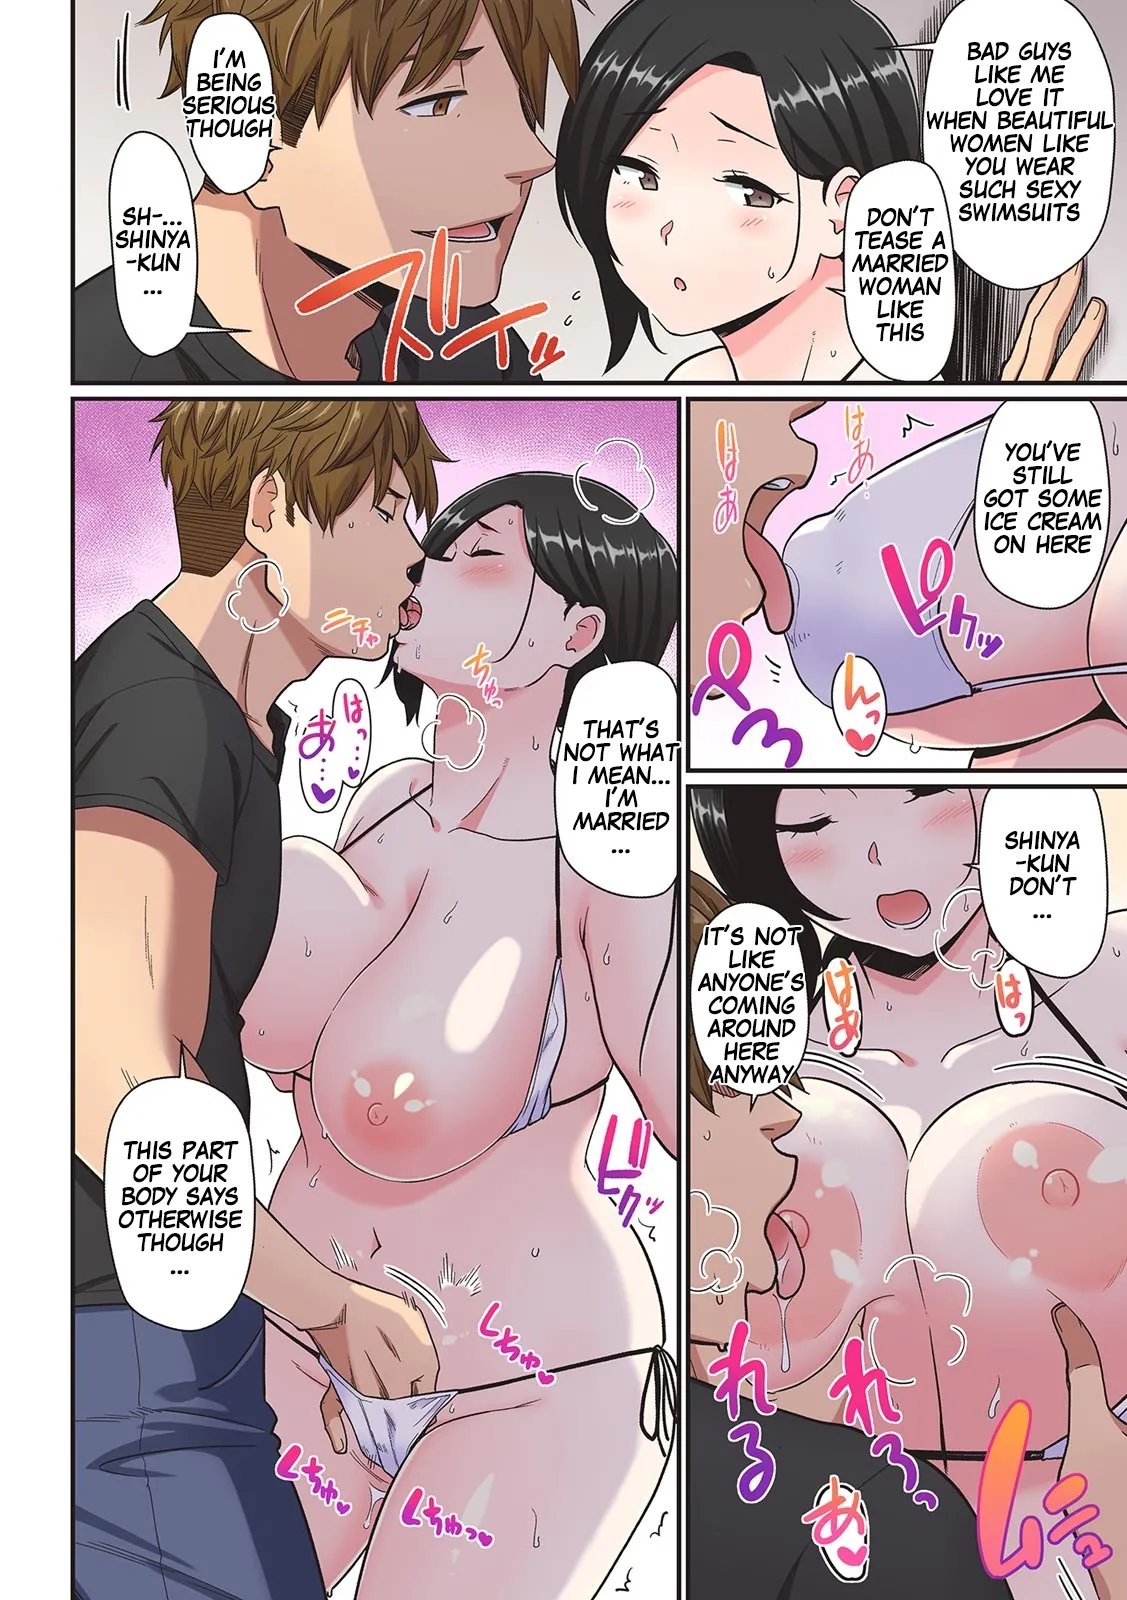 BAD GUYS
LIKE ME
LOVE IT
WHEN BEAUTIFUL
WOMEN LIKE
YOU WEAR
SUCH SEXY
SWIMSUITS
DON'T
TEASE A
MARRIED
WOMAN
LIKE
THIS
I'M
BEING
SERIOUS
THOUGH
SH-...
SHINYA
-KUN
...
ズイッ
YOU'VE
STILL
GOT SOME
ICE CREAM
ON HERE
はぁ
はぁ
ピクッ
んっ
ペろ
SHINYA
-KUN
DON'T
...
IT'S NOT
LIKE
ANYONE'S
COMING
AROUND
HERE
ANYWAY
はぁ
はっ
れる
れろっ
あ
ムニュ
THAT'S
NOT WHAT
I MEAN...
I'M
MARRIED
...
ニチャ
ちゅっ
はっ…
あ……
ビクッ
THIS PART
OF YOUR
BODY SAYS
OTHERWISE
THOUGH
...
くちゅ
くちゅ
くちゅっ